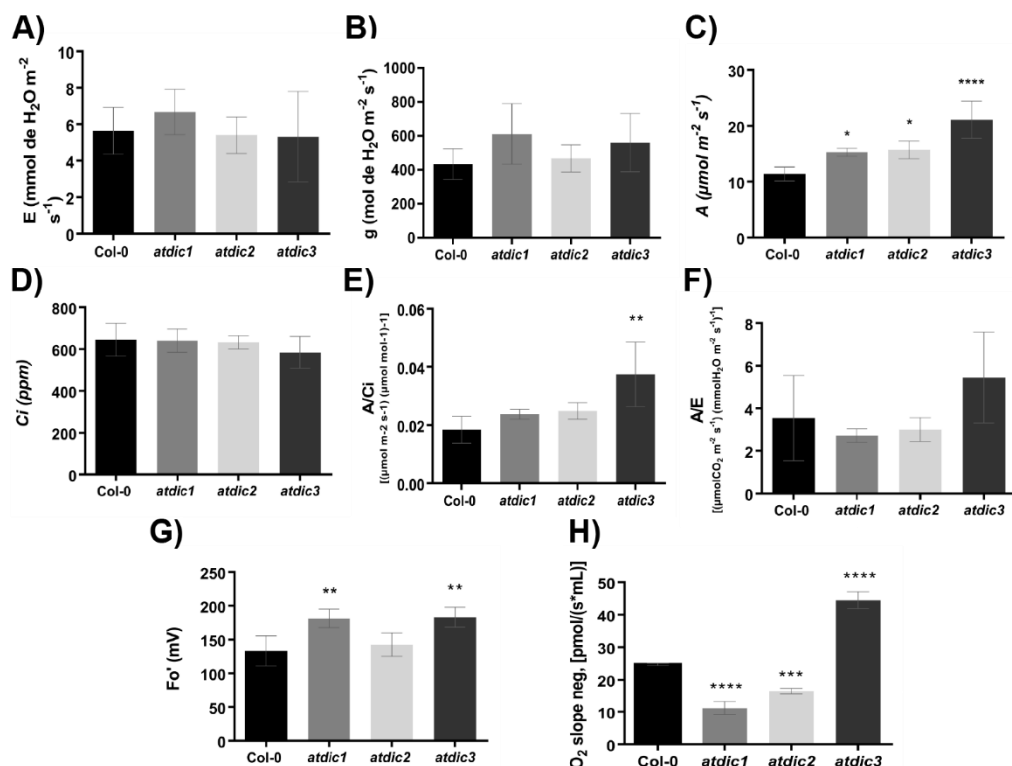 A)
E (mmol de H₂O m⁻²
s⁻¹)
8
6
4
2
0
Col-0 atdic1 atdic2 atdic3
B)
g (mol de H₂O m⁻² s⁻¹)
1000
800
600
400
200
0
Col-0 atdic1 atdic2 atdic3
C)
A (µmol m⁻² s⁻¹)
30
20
10
0
* * ****
Col-0 atdic1 atdic2 atdic3
D)
Ci (ppm)
800
600
400
200
0
Col-0 atdic1 atdic2 atdic3
E)
A/Ci
[(µmol m-2 s-1) (µmol mol-1)-1]
0.06
0.04
0.02
0.00
**
Col-0 atdic1 atdic2 atdic3
F)
A/E
[(µmolCO₂ m⁻² s⁻¹) (mmolH₂O m⁻² s⁻¹)⁻¹]
8
6
4
2
0
Col-0 atdic1 atdic2 atdic3
G)
Fo' (mV)
250
200
150
100
50
0
** **
Col-0 atdic1 atdic2 atdic3
H)
O₂ slope neg, [pmol/(s*mL)]
50
40
30
20
10
0
**** *** ****
Col-0 atdic1 atdic2 atdic3